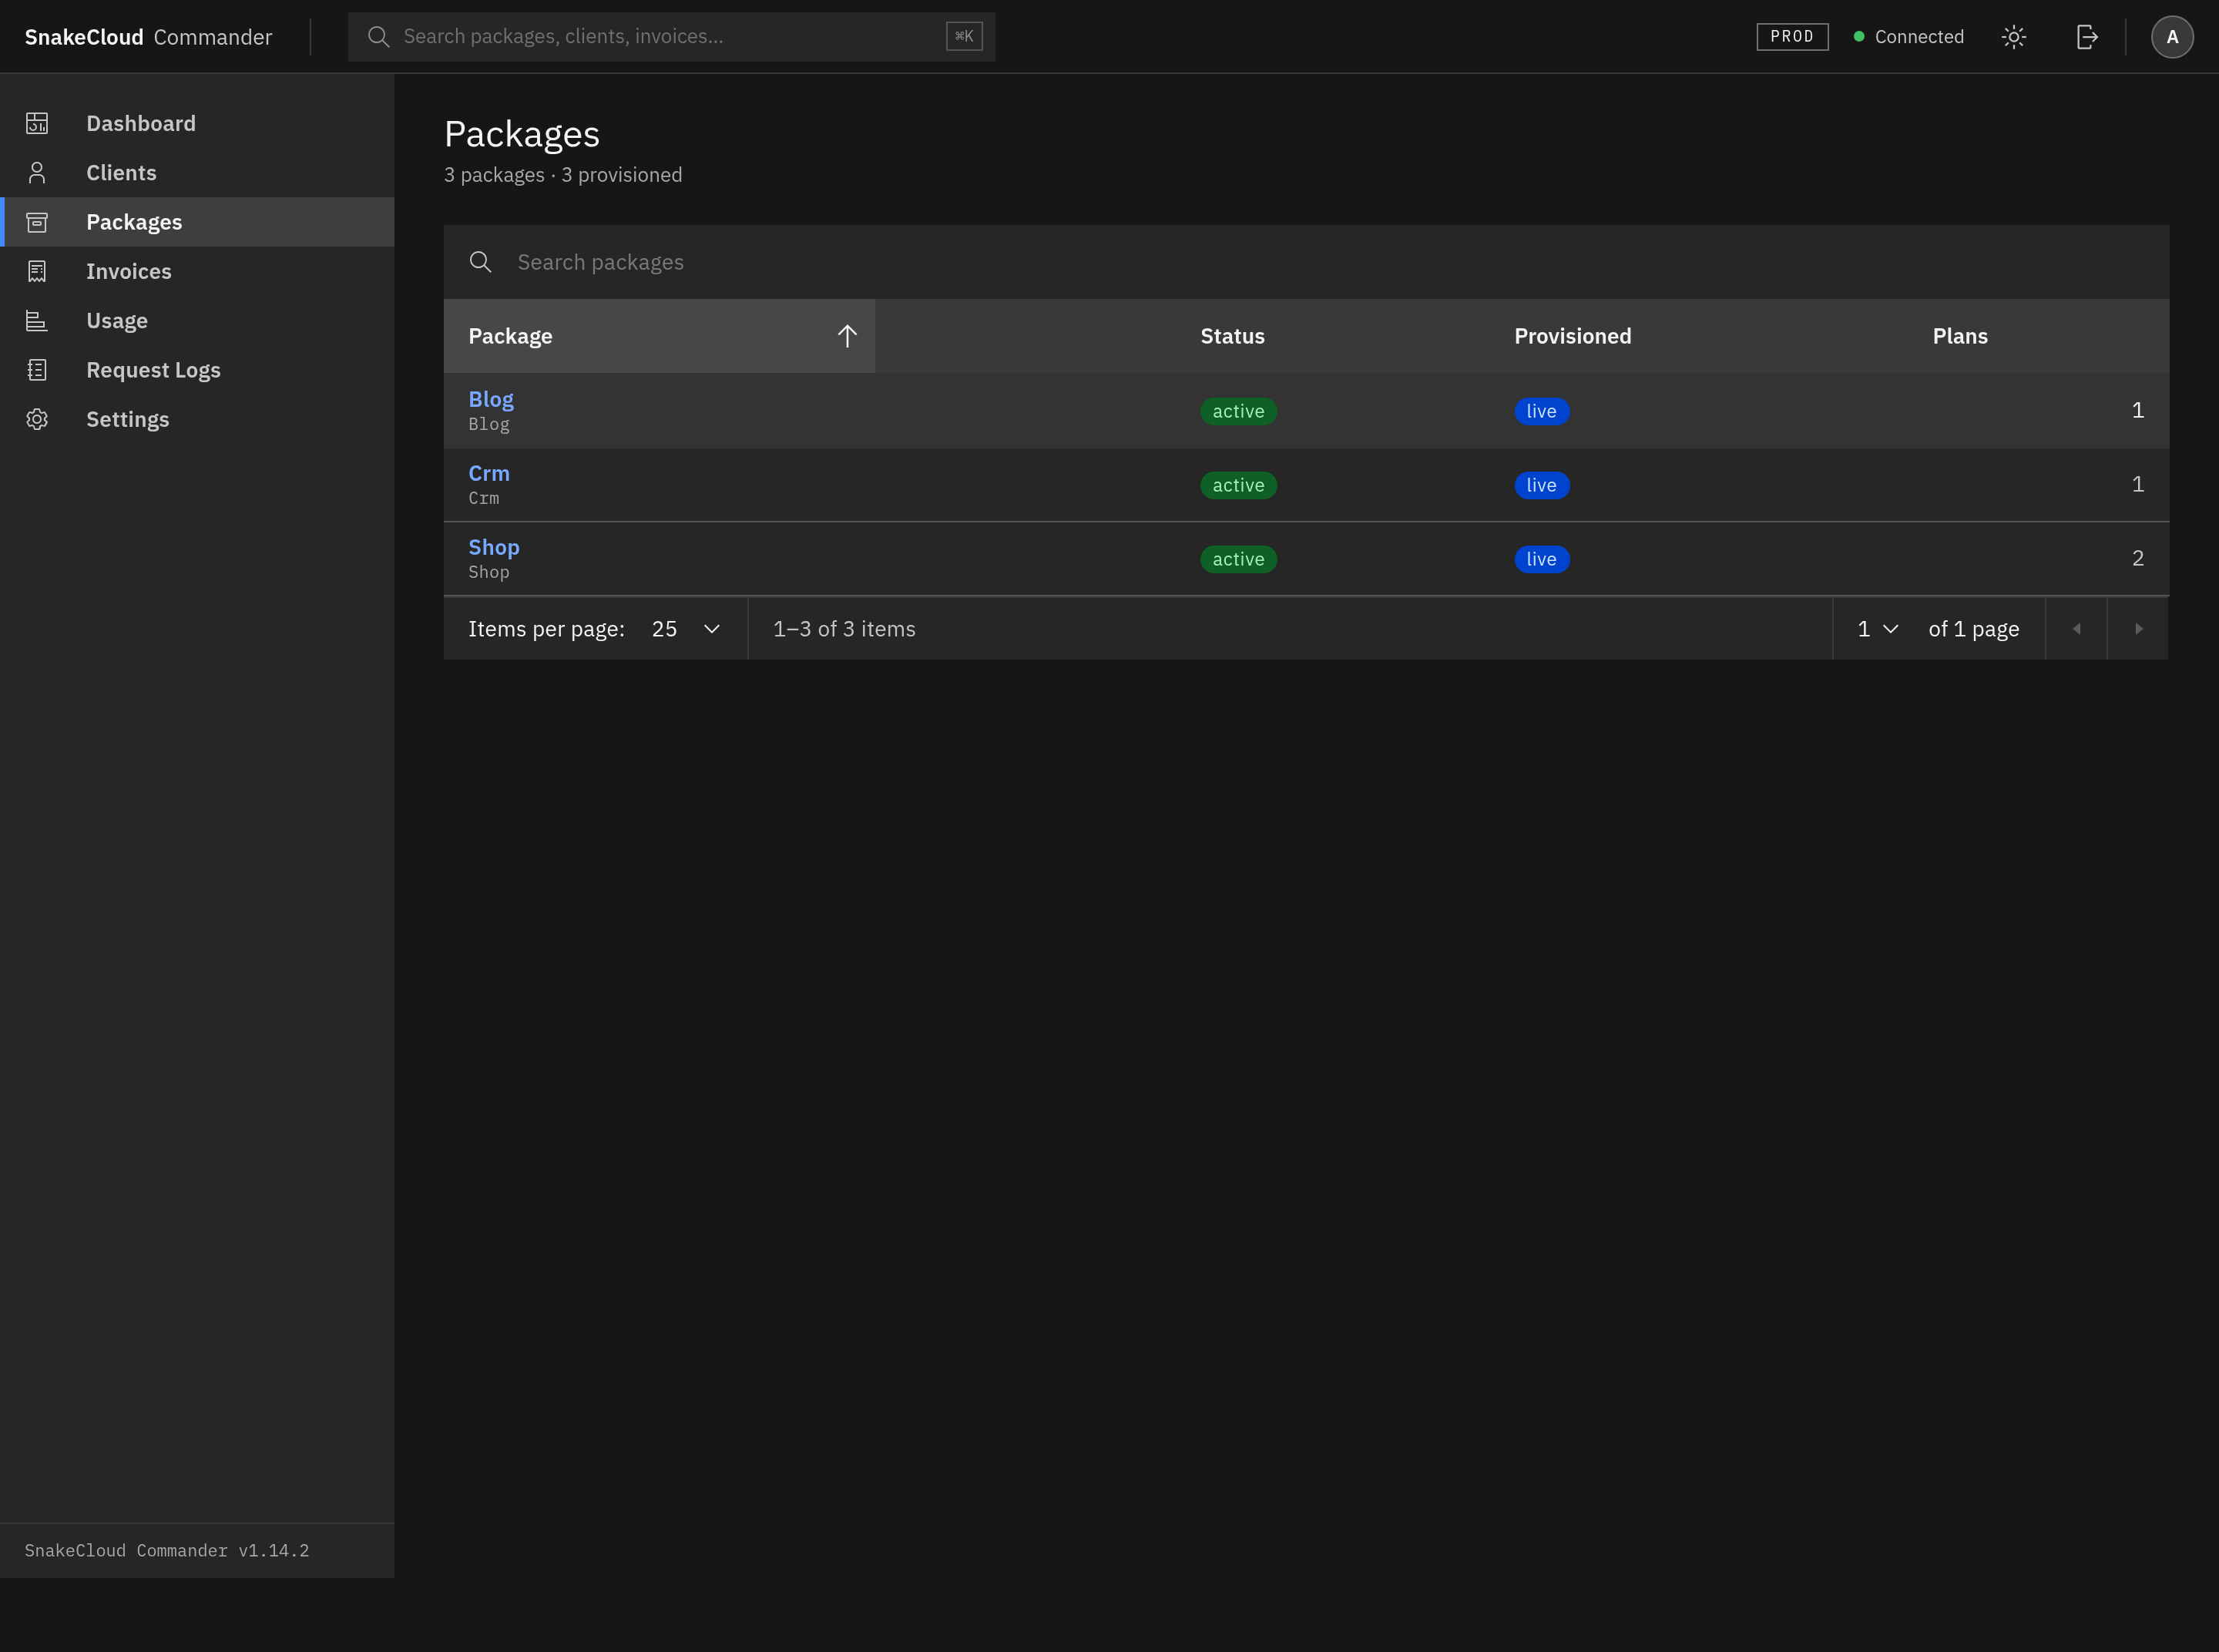 SnakeCloud Commander
Search packages, clients, invoices...
⌘K
PROD
Connected
A
Dashboard
Clients
Packages
Invoices
Usage
Request Logs
Settings
SnakeCloud Commander v1.14.2
Packages
3 packages · 3 provisioned
Search packages
Package Status Provisioned Plans
Blog active live 1
Blog
Crm active live 1
Crm
Shop active live 2
Shop
Items per page: 25 1–3 of 3 items 1 of 1 page